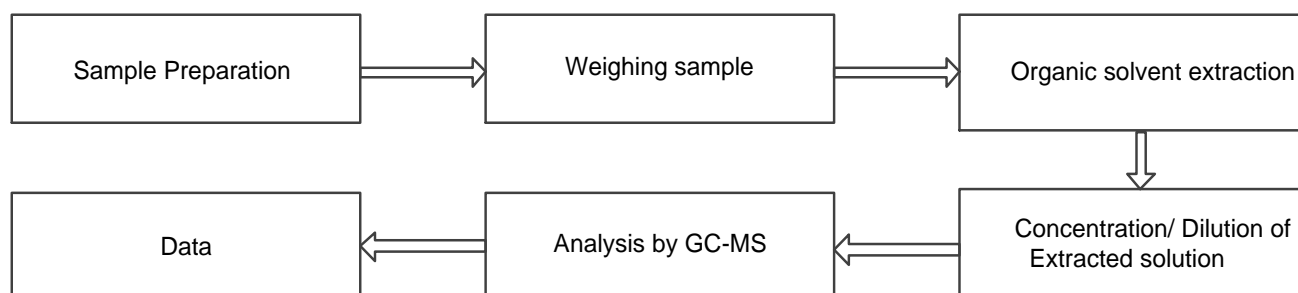 Sample Preparation
Weighing sample
Organic solvent extraction
Concentration/ Dilution of
Extracted solution
Analysis by GC-MS
Data